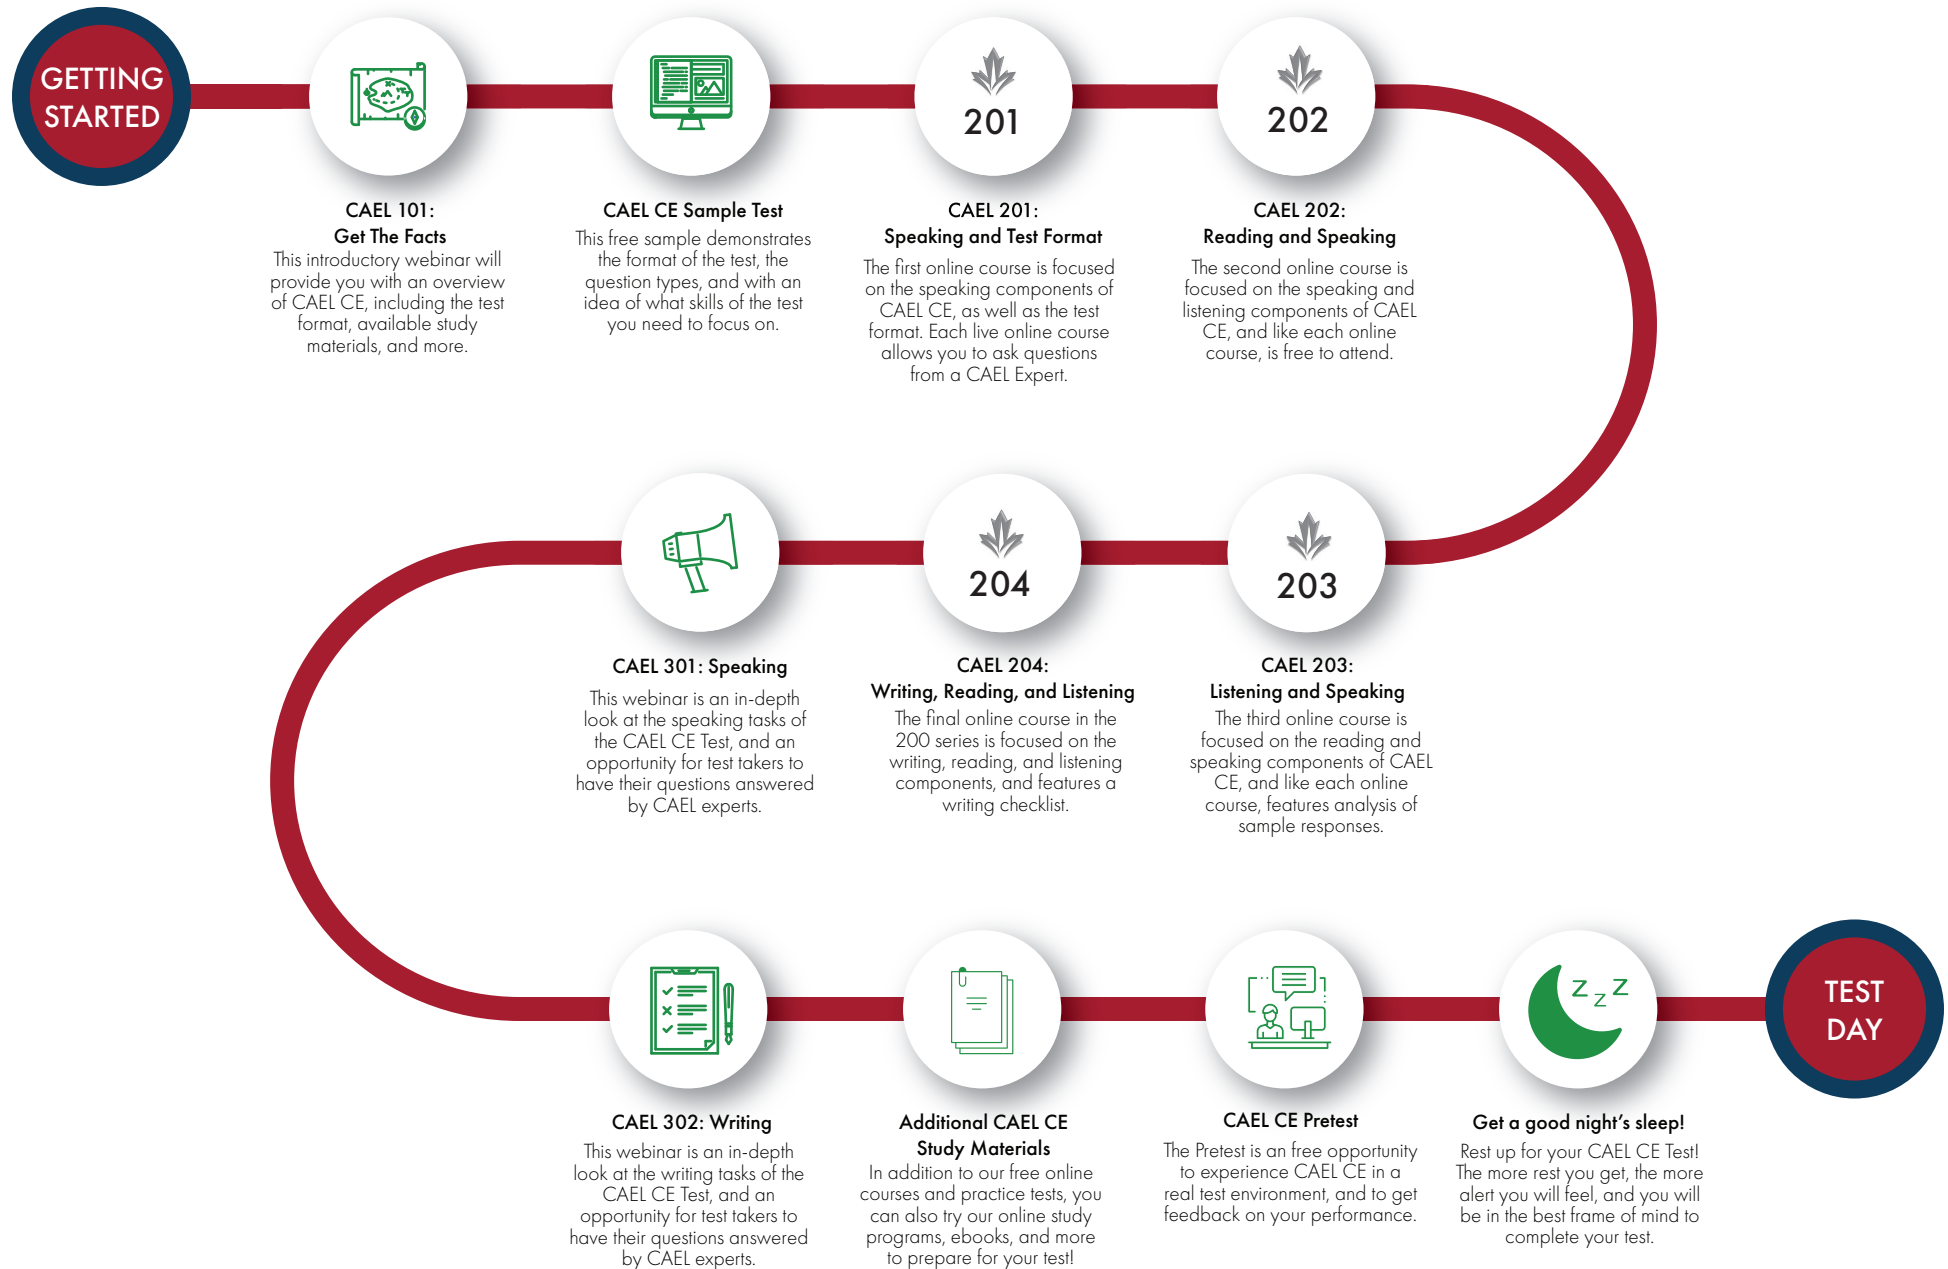 GETTING
STARTED
CAEL 101:
Get The Facts
This introductory webinar will
provide you with an overview
of CAEL CE, including the test
format, available study
materials, and more.
CAEL CE Sample Test
This free sample demonstrates
the format of the test, the
question types, and with an
idea of what skills of the test
you need to focus on.
201
CAEL 201:
Speaking and Test Format
The first online course is focused
on the speaking components of
CAEL CE, as well as the test
format. Each live online course
allows you to ask questions
from a CAEL Expert.
202
CAEL 202:
Reading and Speaking
The second online course is
focused on the speaking and
listening components of CAEL
CE, and like each online
course, is free to attend.
203
CAEL 203:
Listening and Speaking
The third online course is
focused on the reading and
speaking components of CAEL
CE, and like each online
course, features analysis of
sample responses.
204
CAEL 204:
Writing, Reading, and Listening
The final online course in the
200 series is focused on the
writing, reading, and listening
components, and features a
writing checklist.
CAEL 301: Speaking
This webinar is an in-depth
look at the speaking tasks of
the CAEL CE Test, and an
opportunity for test takers to
have their questions answered
by CAEL experts.
CAEL 302: Writing
This webinar is an in-depth
look at the writing tasks of the
CAEL CE Test, and an
opportunity for test takers to
have their questions answered
by CAEL experts.
Additional CAEL CE
Study Materials
In addition to our free online
courses and practice tests, you
can also try our online study
programs, ebooks, and more
to prepare for your test!
CAEL CE Pretest
The Pretest is an free opportunity
to experience CAEL CE in a
real test environment, and to get
feedback on your performance.
Z Z Z
Get a good night's sleep!
Rest up for your CAEL CE Test!
The more rest you get, the more
alert you will feel, and you will
be in the best frame of mind to
complete your test.
TEST
DAY